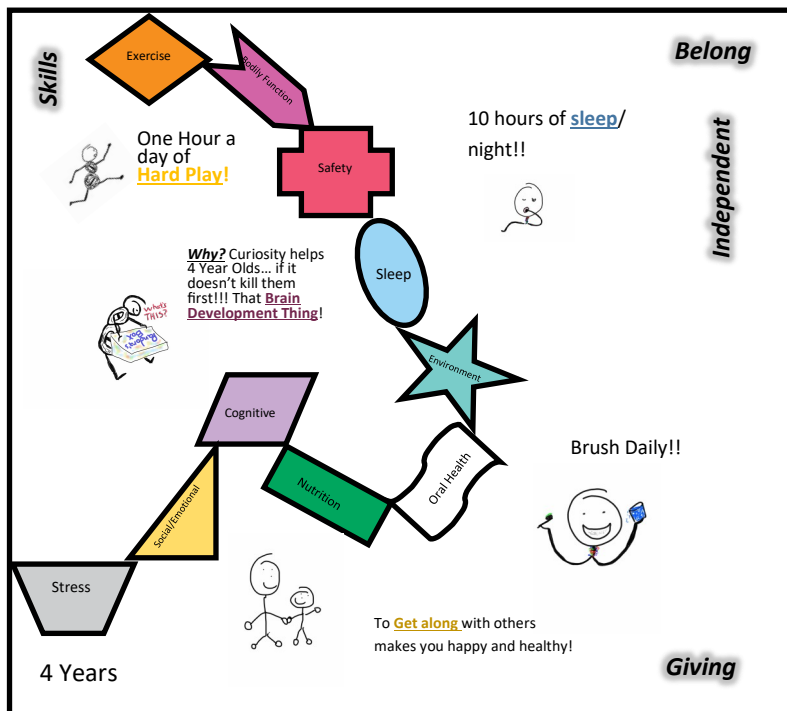 Skills
Exercise
Bodily Function
Belong
One Hour a
day of
Hard Play!
Safety
10 hours of sleep/
night!!
Independent
Why? Curiosity helps
4 Year Olds... if it
doesn't kill them
first!!! That Brain
Development Thing!
Sleep
WHAT'S
THIS?
Pandora's
Box
Environment
Cognitive
Social/Emotional
Nutrition
Oral Health
Brush Daily!!
Stress
To Get along with others
makes you happy and healthy!
4 Years
Giving